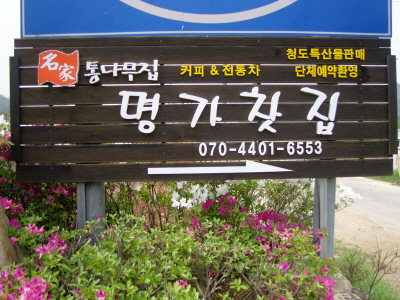 名家 통나무집 커피 & 전통차 청도특산물판매
단체예약환영
명가찻집
070-4401-6553